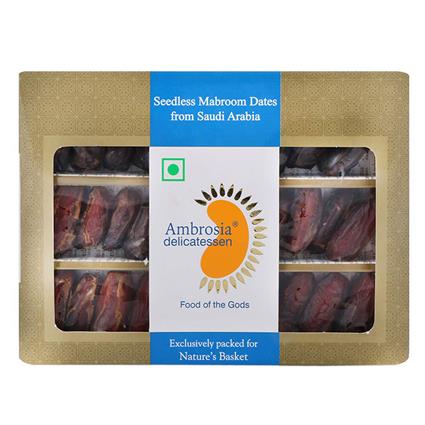 Seedless Mabroom Dates
from Saudi Arabia
Ambrosia®
delicatessen
Food of the Gods
Exclusively packed for
Nature's Basket